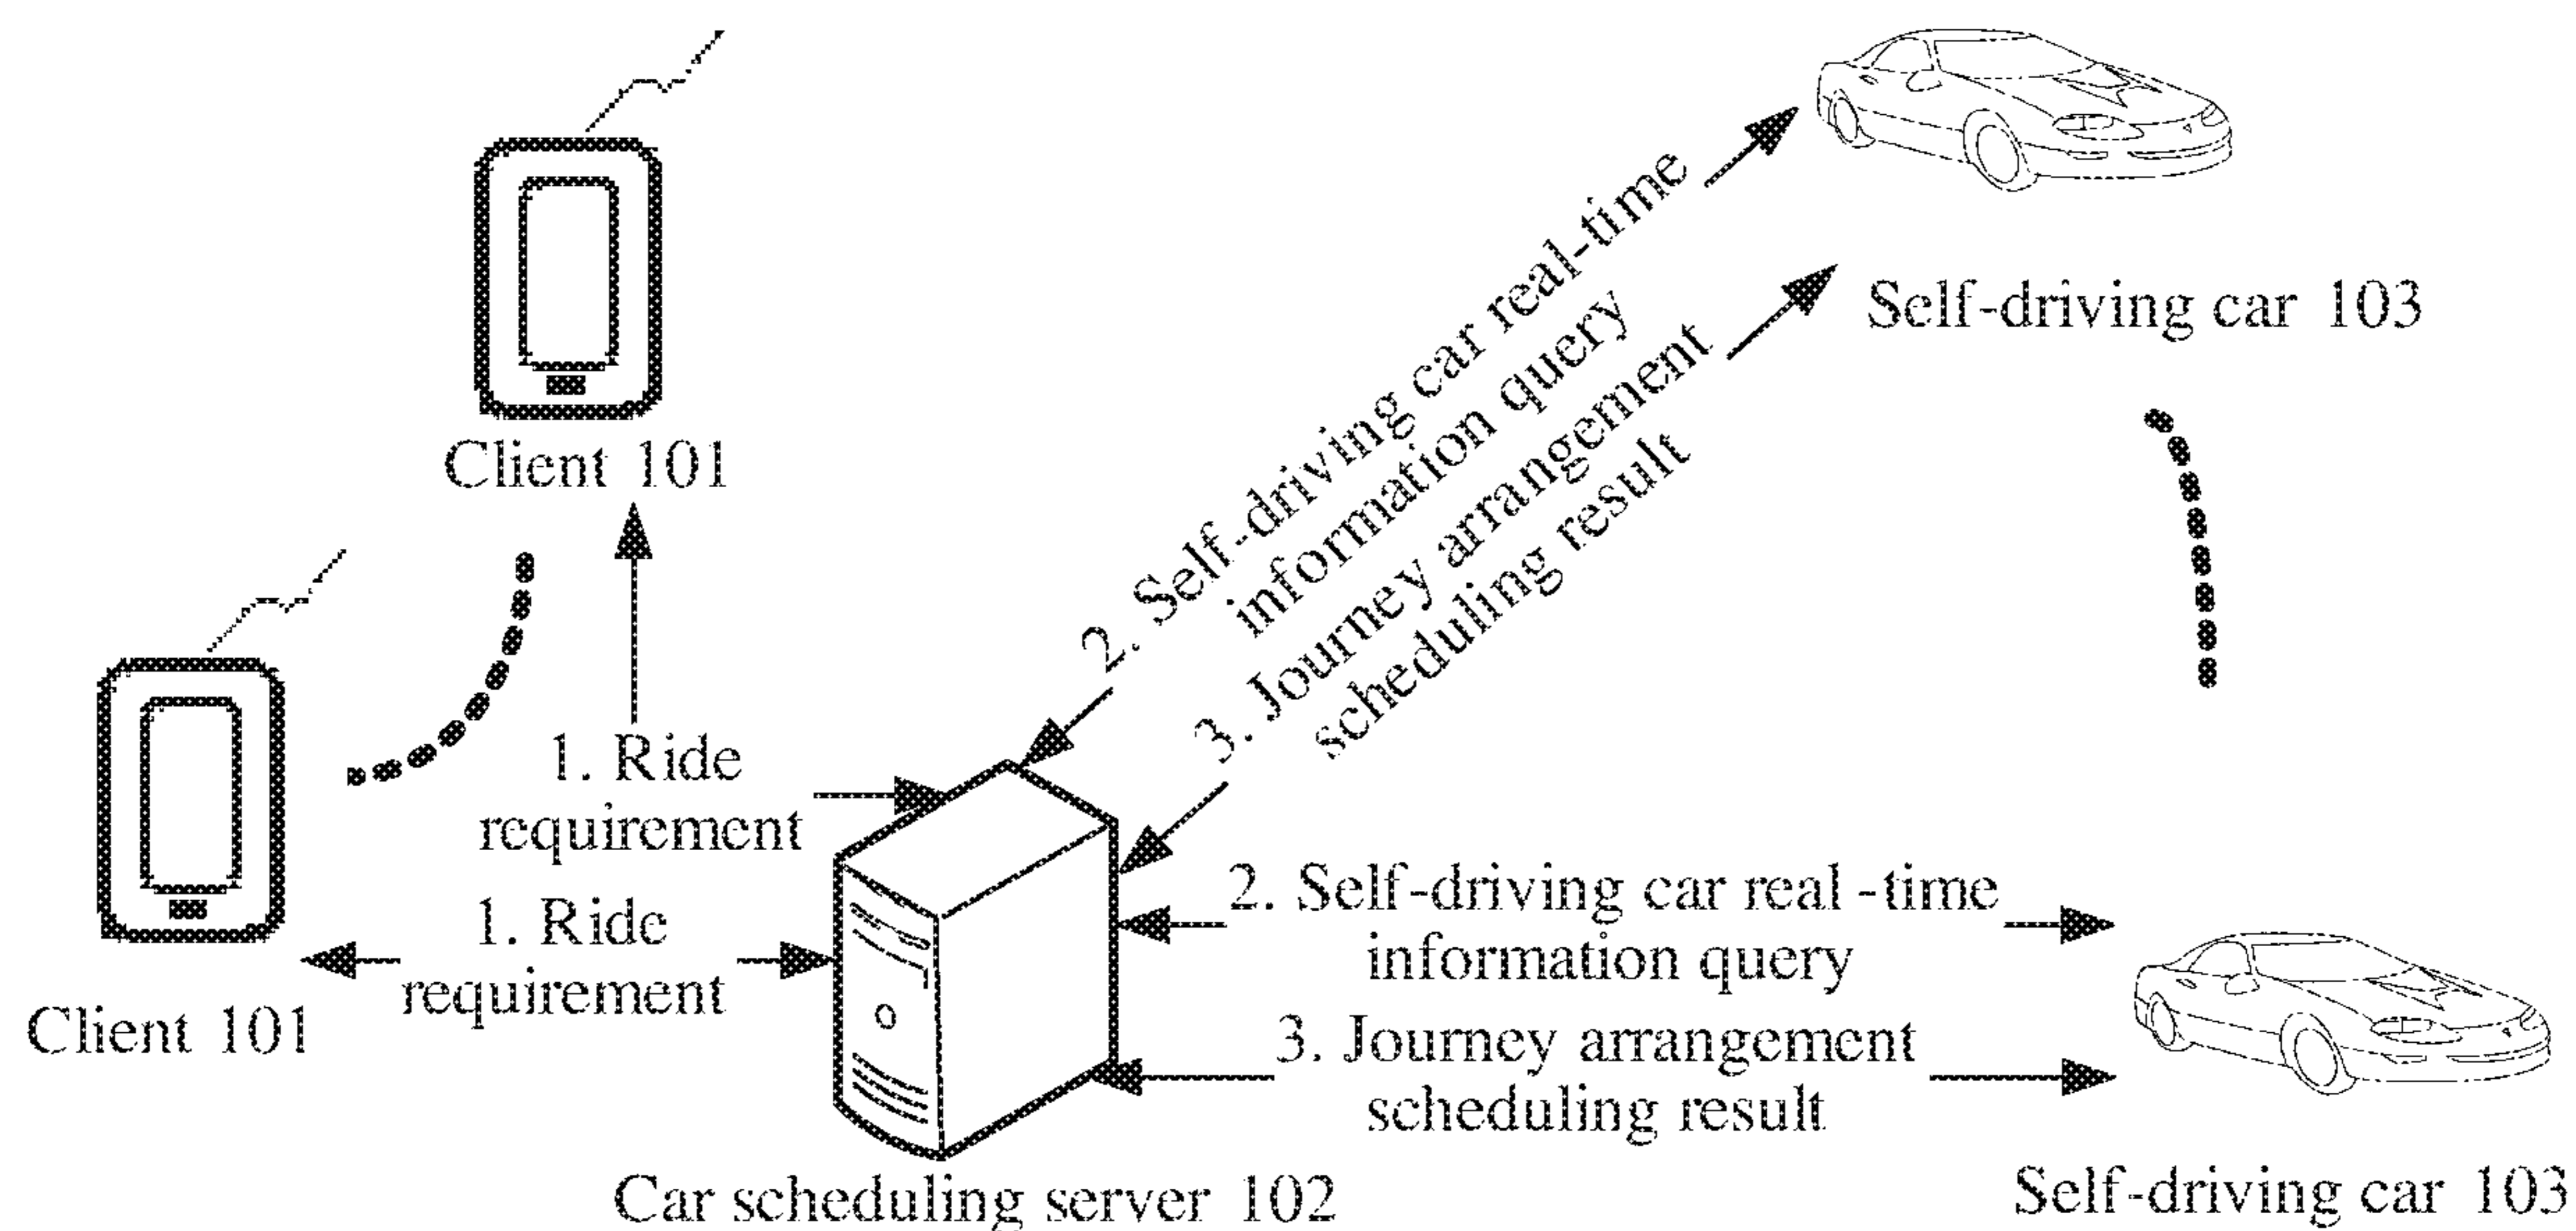 Client 101
2. Self-driving car real-time
information query
3. Journey arrangement
scheduling result
Self-driving car 103
1. Ride
requirement
1. Ride
requirement
Client 101
2. Self-driving car real-time
information query
3. Journey arrangement
scheduling result
Car scheduling server 102
Self-driving car 103